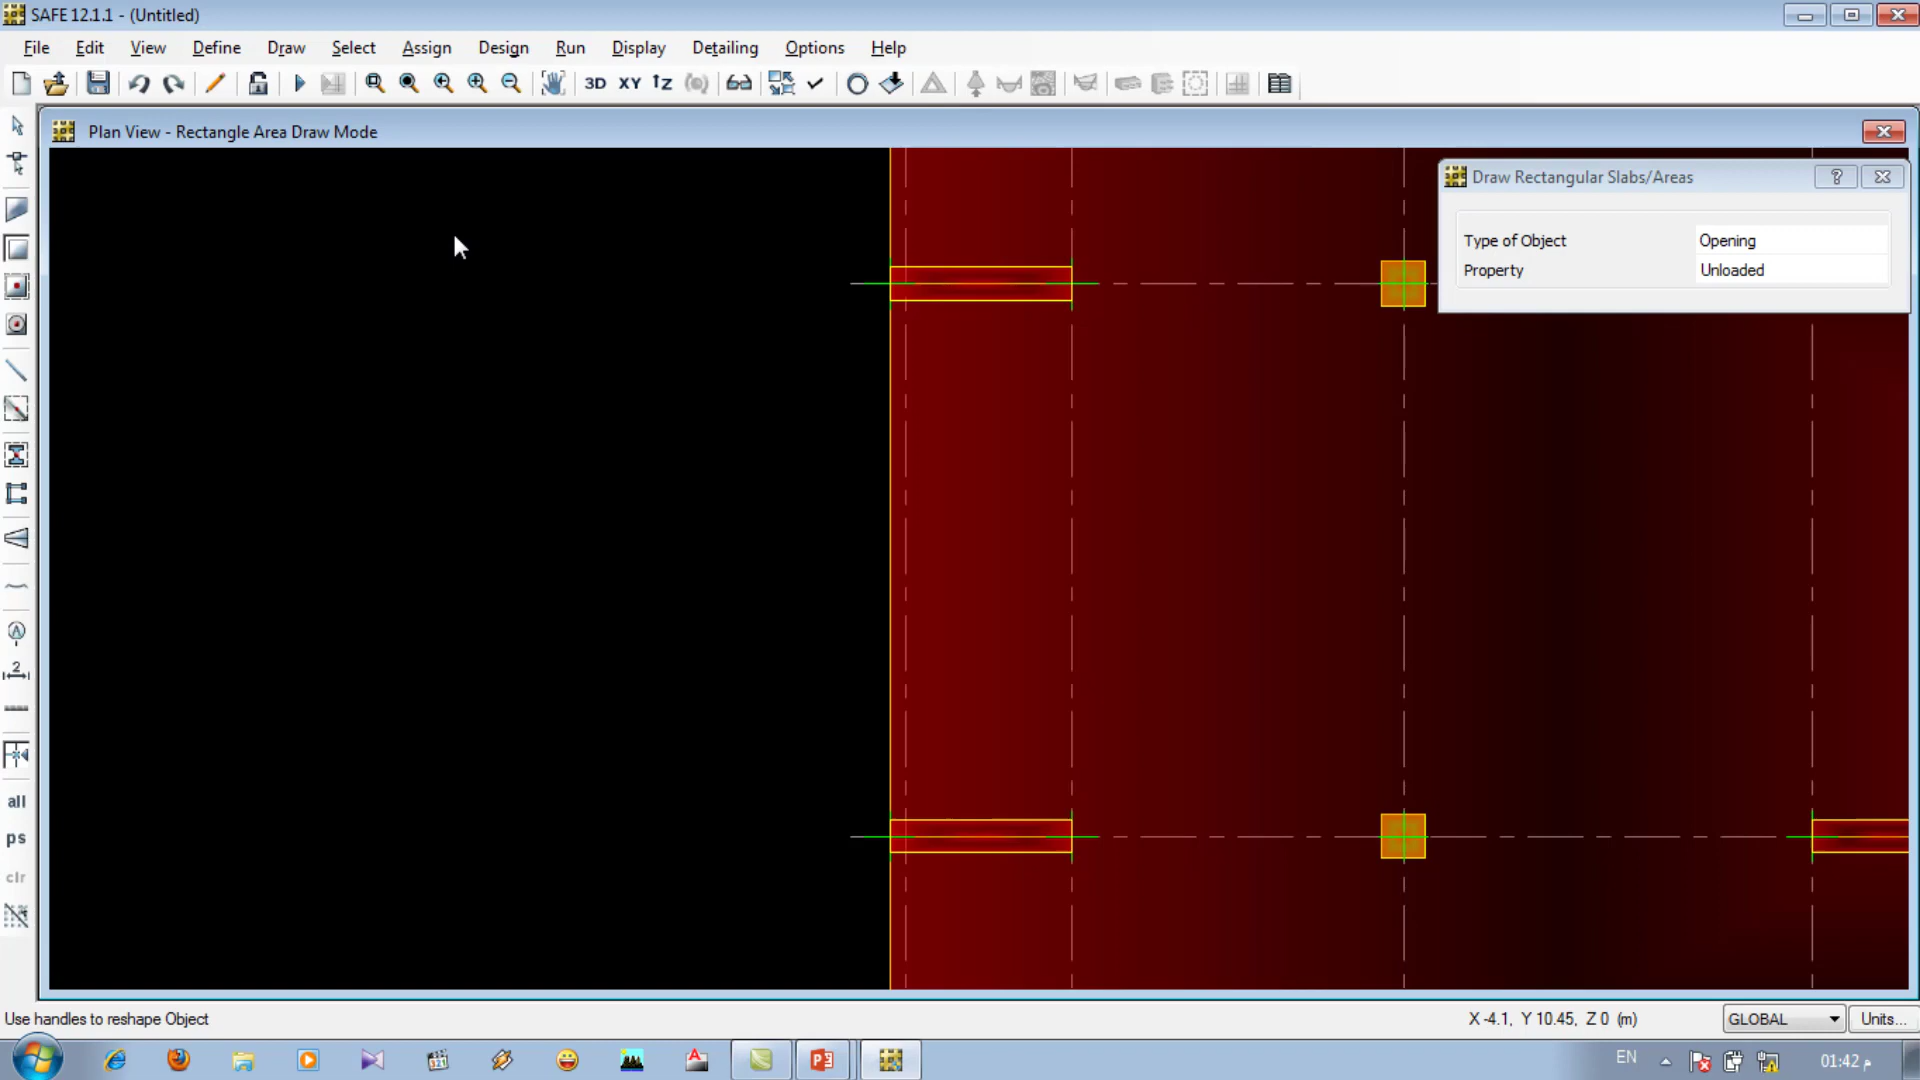 SAFE 12.1.1 - (Untitled)
File Edit View Define Draw Select Assign Design Run Display Detailing Options Help
3D XY
Plan View - Rectangle Area Draw Mode
Draw Rectangular Slabs/Areas
Type of Object Opening
Property Unloaded
all
ps
clr
Use handles to reshape Object
X -4.1, Y 10.45, Z 0 (m)
GLOBAL
Units...
EN
01:42 م